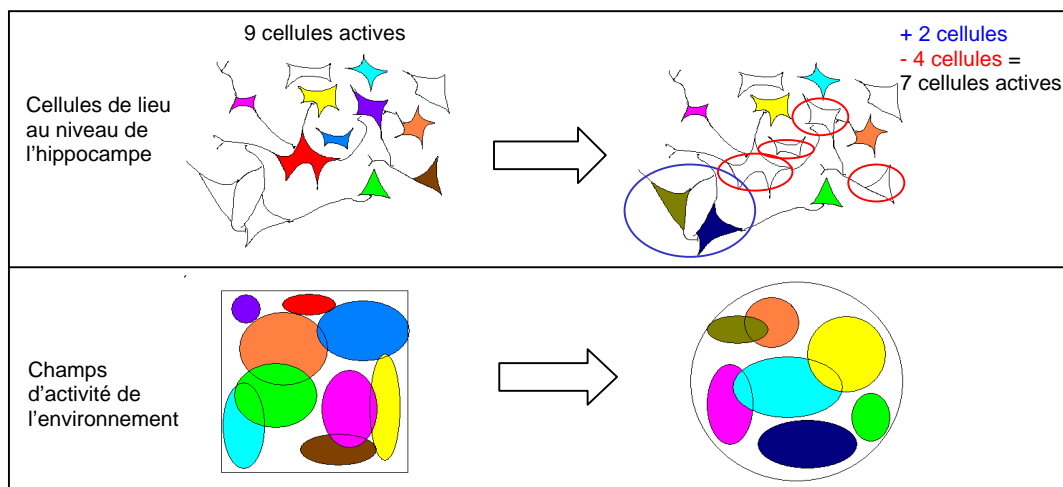 9 cellules actives
+ 2 cellules
- 4 cellules =
7 cellules actives
Cellules de lieu
au niveau de
l'hippocampe
Champs
d'activité de
l'environnement